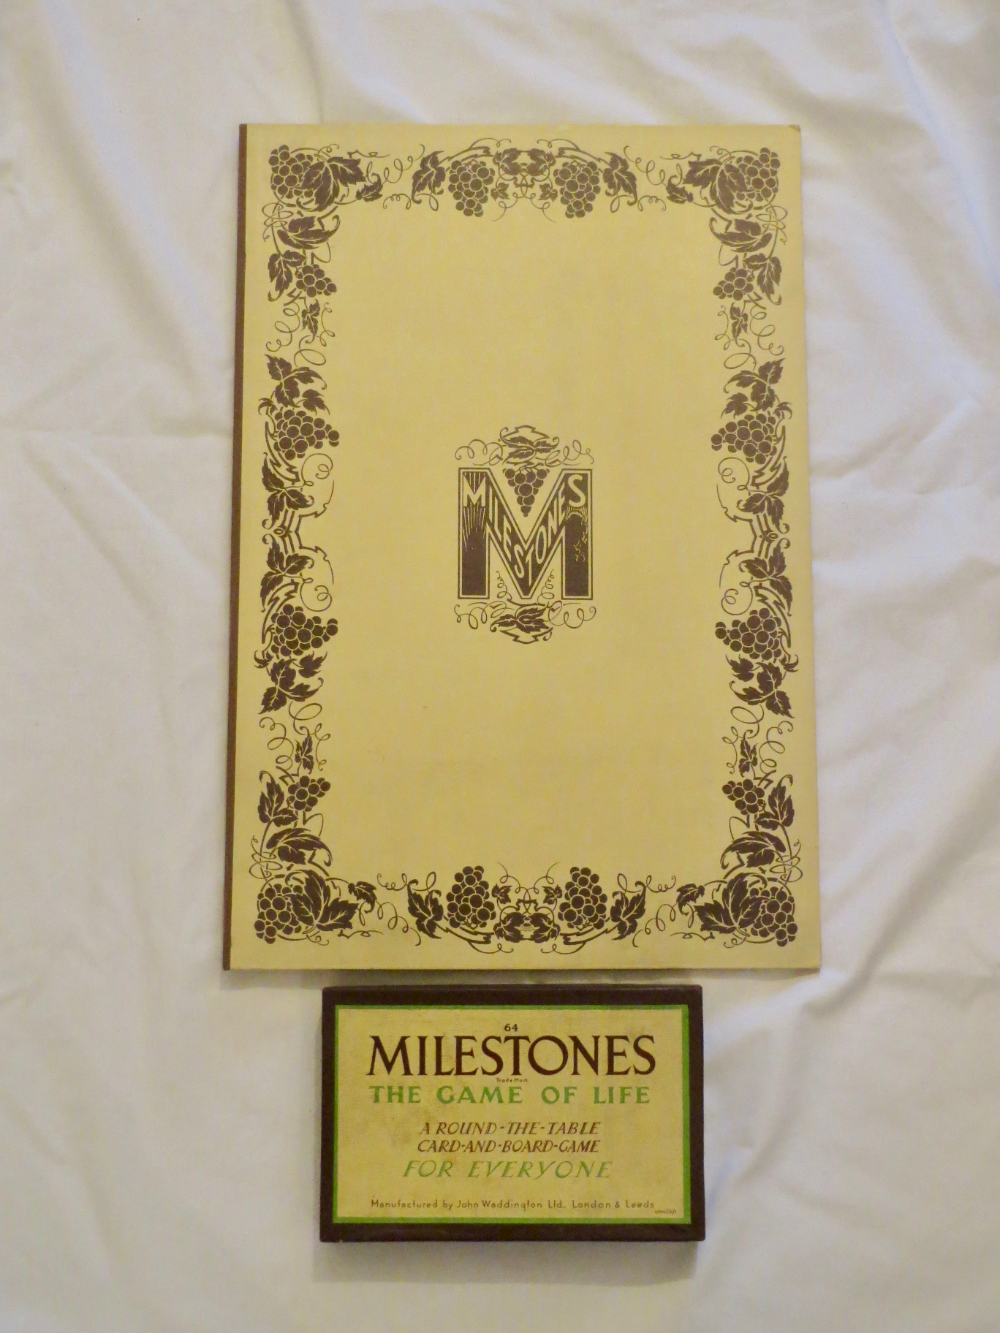 MILESTONES
M
64
MILESTONES
Trade Mark
THE GAME OF LIFE
A ROUND-THE-TABLE
CARD-AND-BOARD-GAME
FOR EVERYONE
Manufactured by John Waddington Ltd. London & Leeds